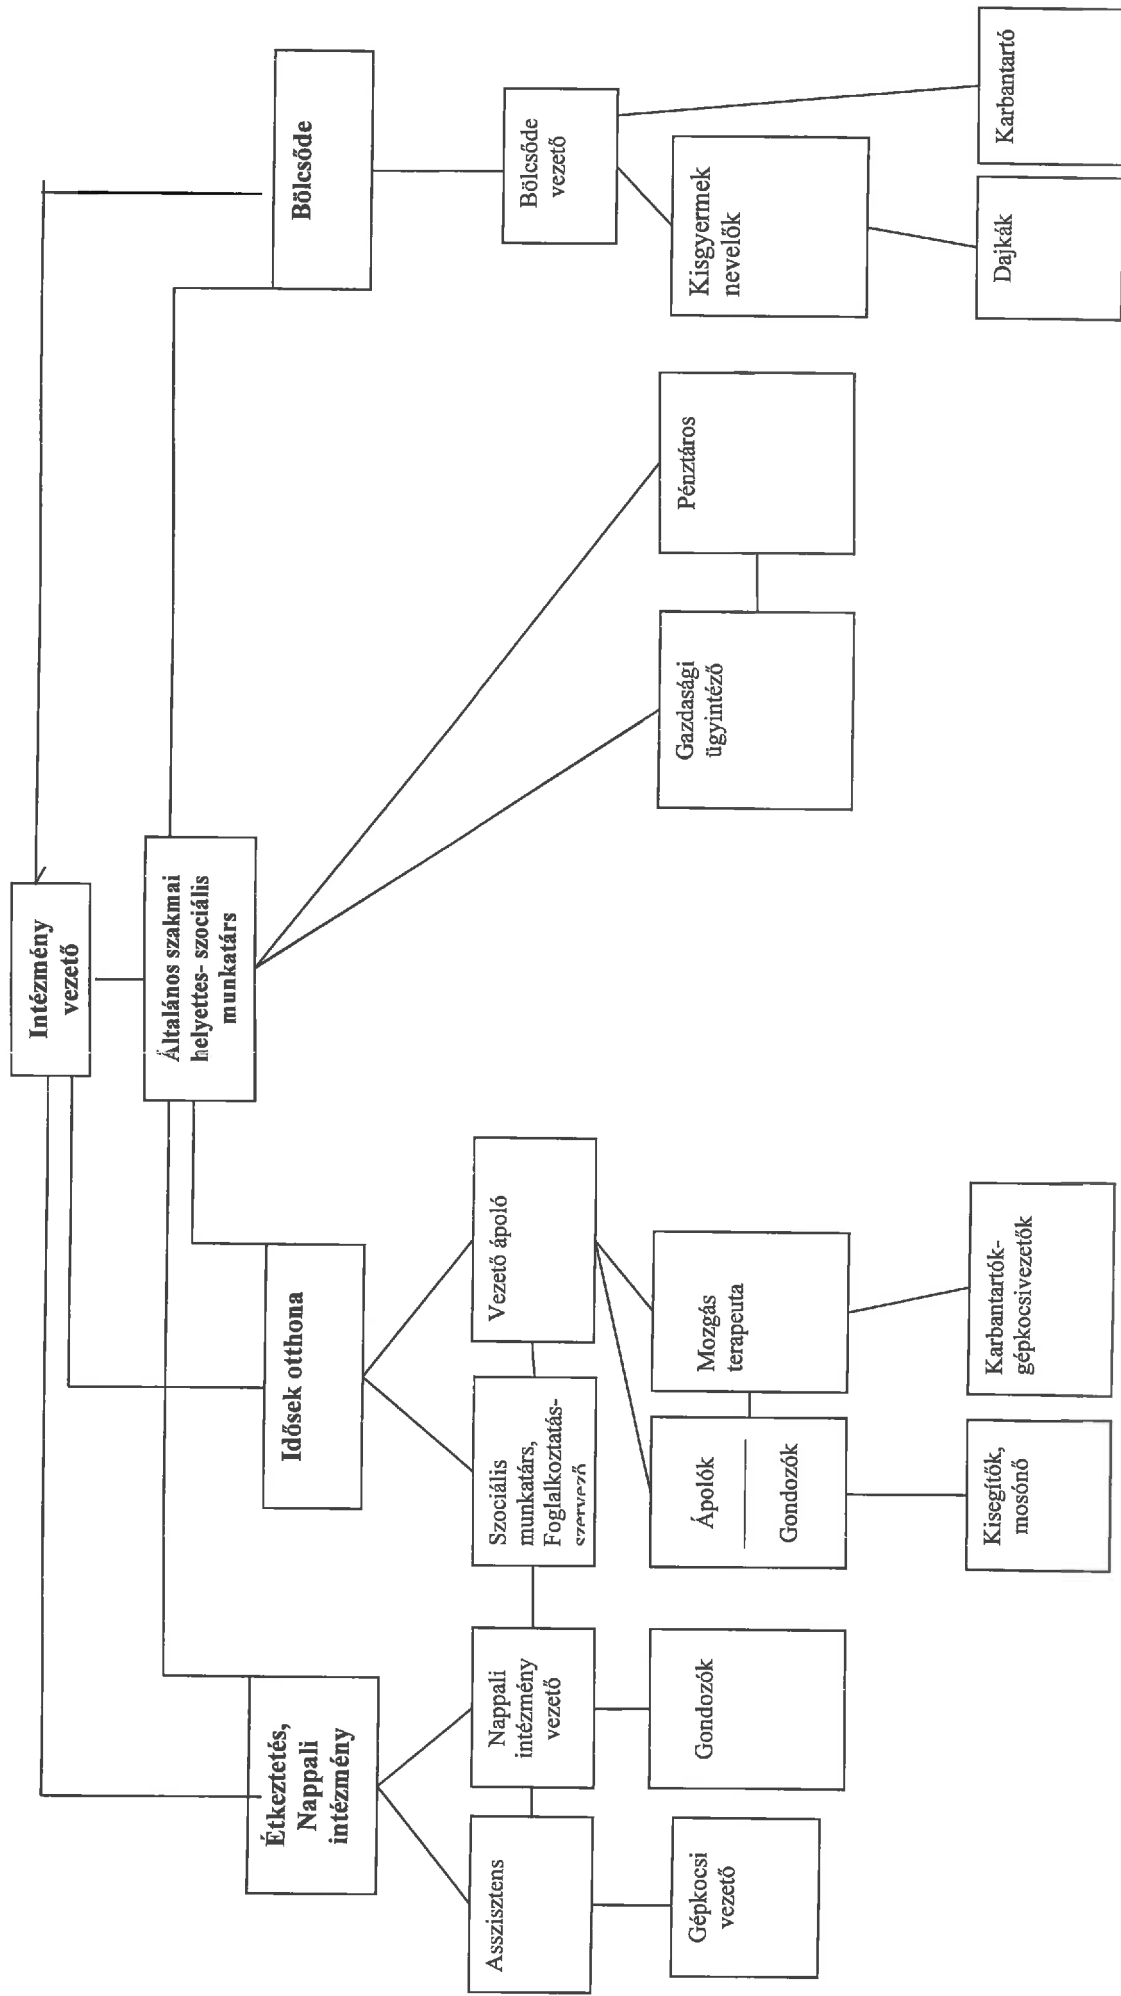 Intézmény
vezető
Általános szakmai
helyettes- szociális
munkatárs
Étkeztetés,
Nappali
intézmény
Idősek otthona
Bölcsőde
Asszisztens
Nappali
intézmény
vezető
Szociális
munkatárs,
Foglalkoztatás-
szervező
Vezető ápoló
Bölcsőde
vezető
Gépkocsi
vezető
Gondozók
Ápolók
Gondozók
Mozgás
terapeuta
Gazdasági
ügyintéző
Pénztáros
Kisgyermek
nevelők
Kisegítők,
mosónő
Karbantartók-
gépkocsivezetők
Dajkák
Karbantartó